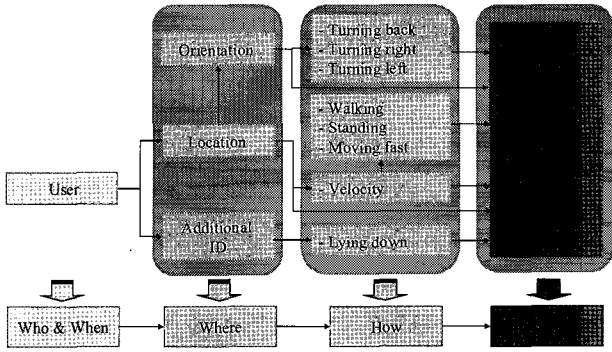 Orientation
- Turning back
- Turning right
- Turning left
Location
- Walking
- Standing
- Moving fast
User
- Velocity
Additional
ID
- Lying down
Who & When
Where
How